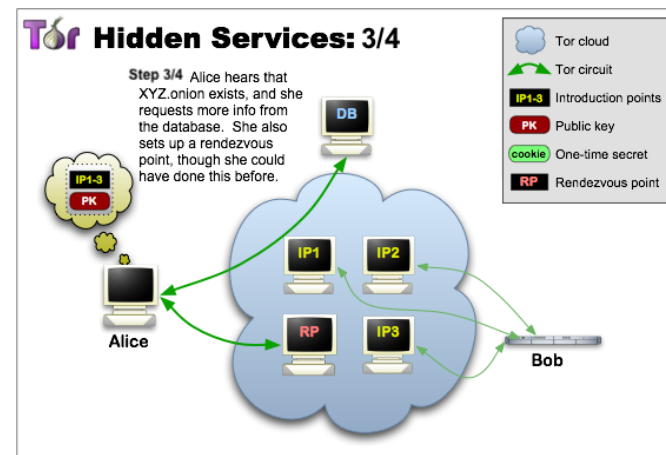 Tor Hidden Services: 3/4
Step 3/4 Alice hears that
XYZ.onion exists, and she
requests more info from
the database. She also
sets up a rendezvous
point, though she could
have done this before.
DB
Tor cloud
Tor circuit
IP1-3 Introduction points
PK Public key
cookie One-time secret
RP Rendezvous point
IP1-3
PK
Alice
IP1
IP2
RP
IP3
Bob